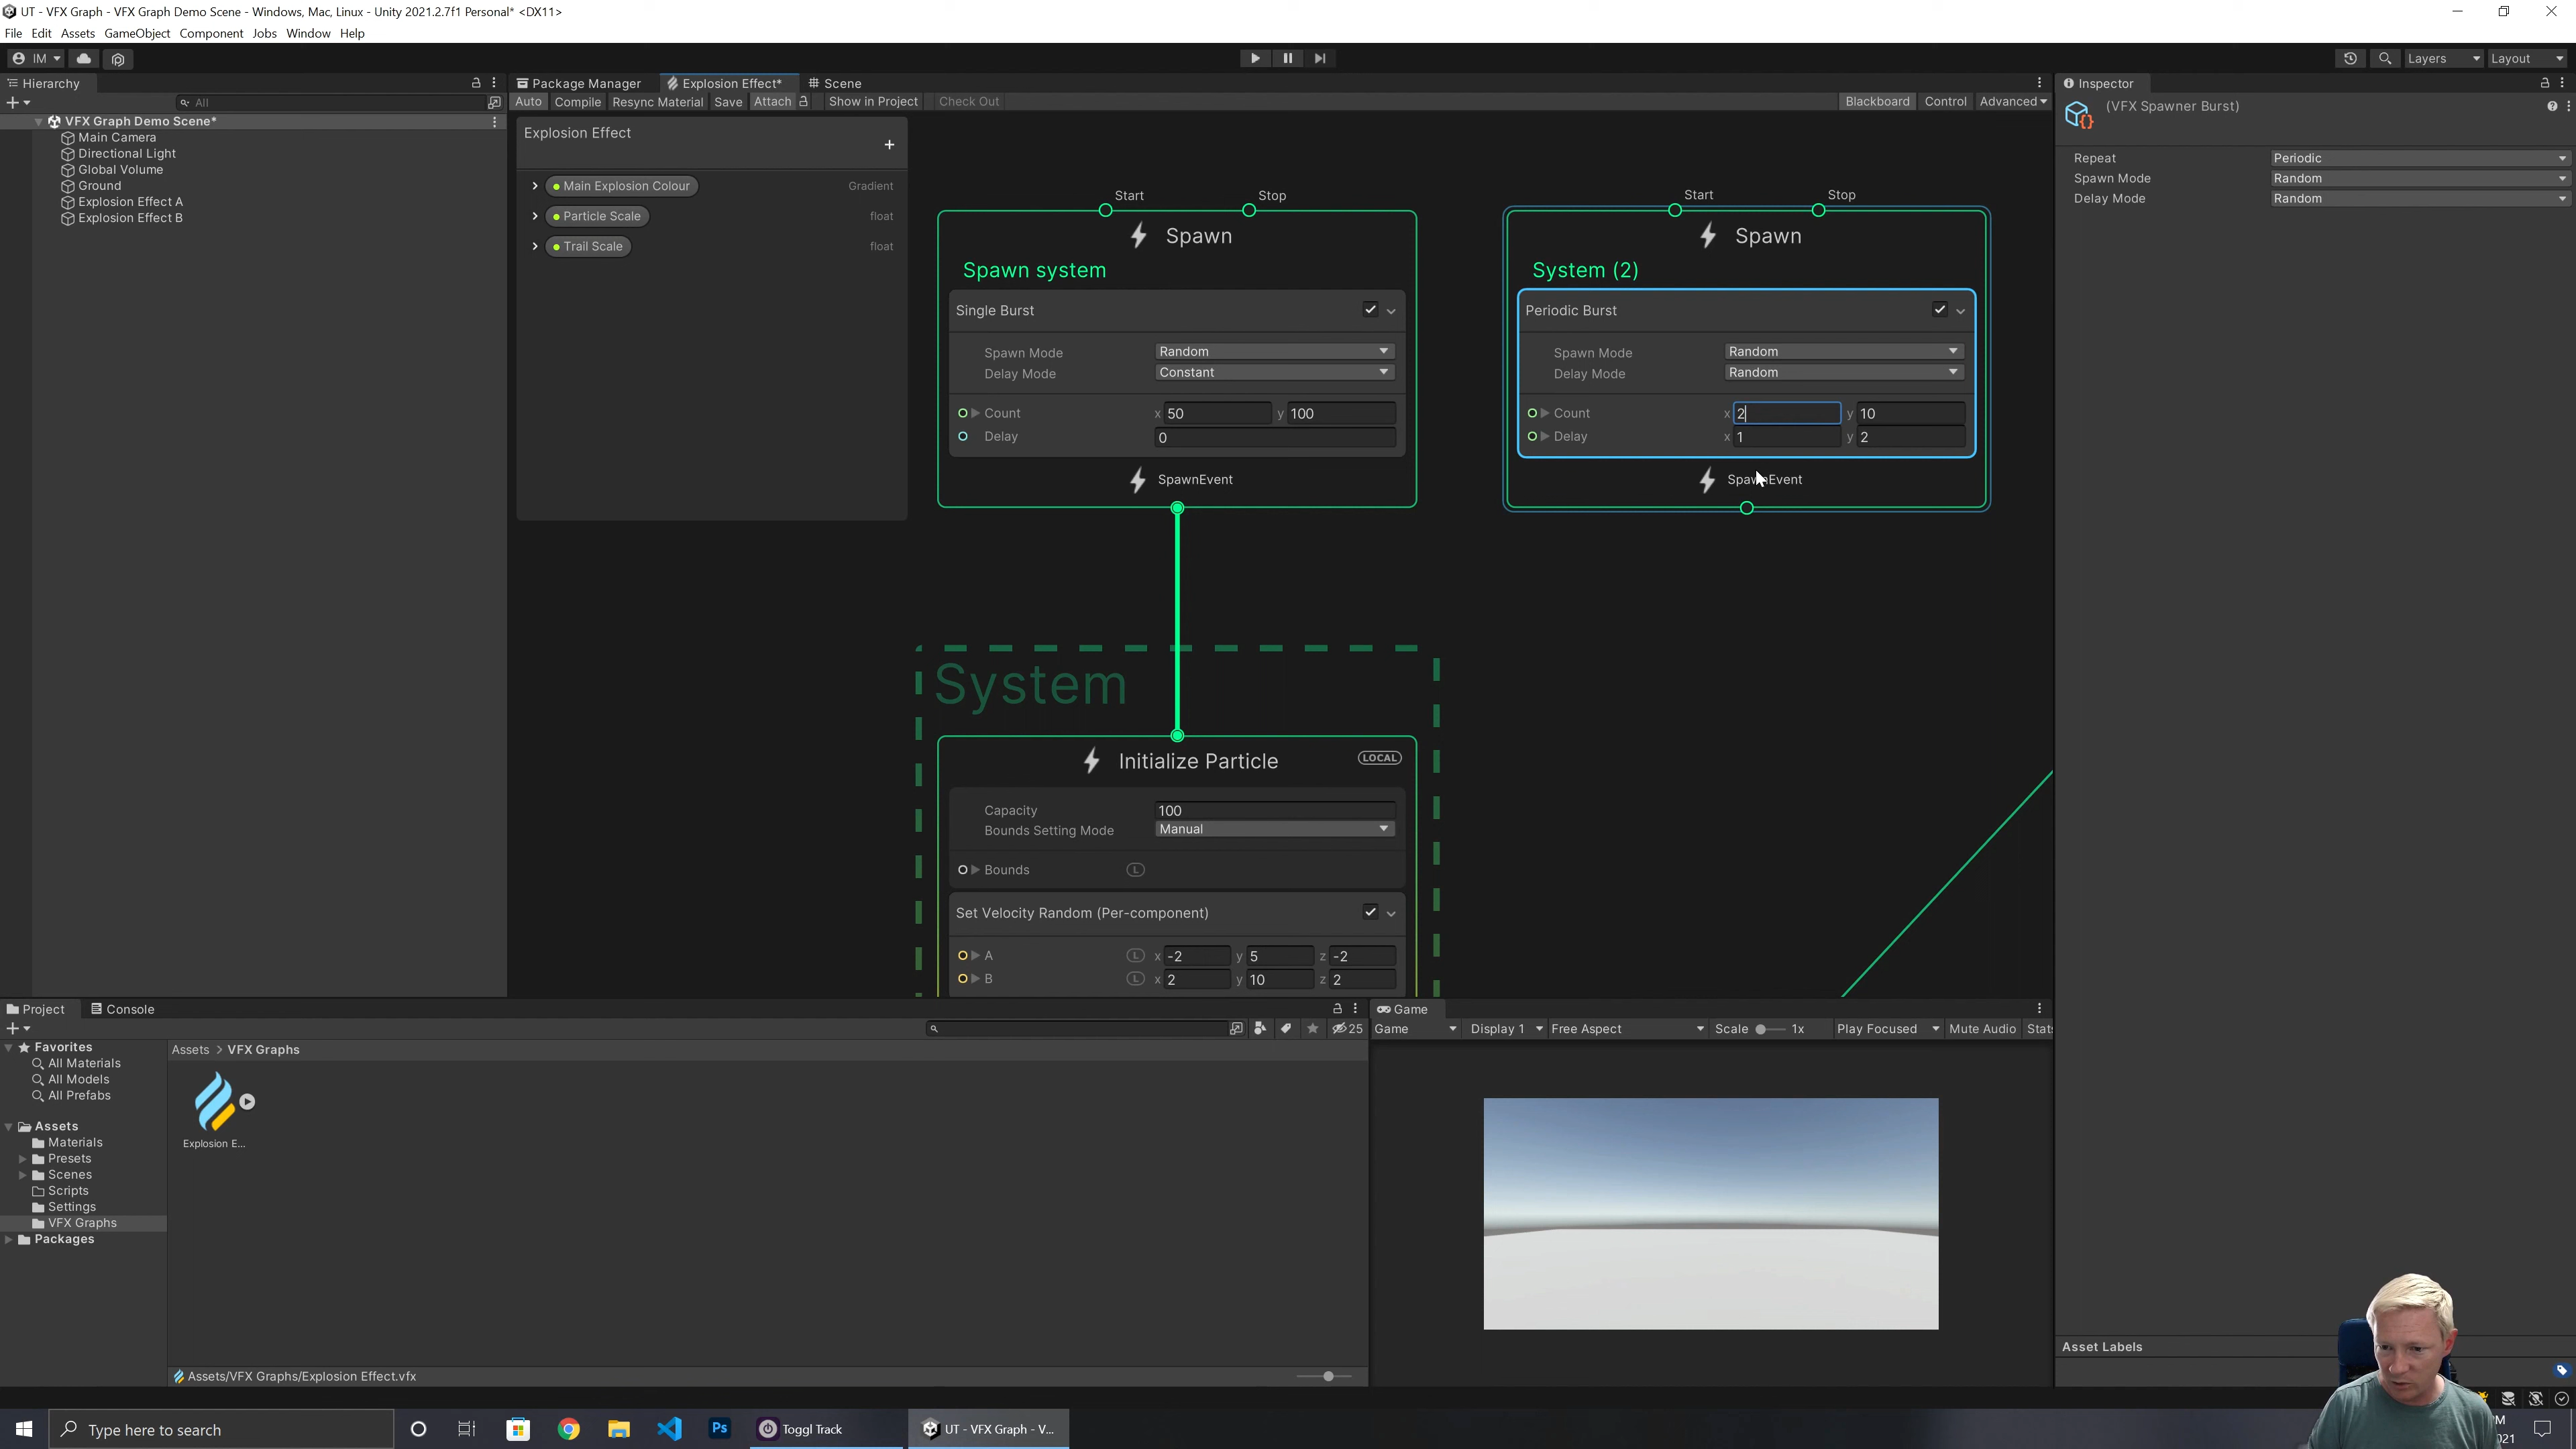 UT - VFX Graph - VFX Graph Demo Scene - Windows, Mac, Linux - Unity 2021.2.7f1 Personal* <DX11>
File Edit Assets GameObject Component Jobs Window Help
IM Layers Layout
Hierarchy Package Manager Explosion Effect* Scene Inspector
All Auto Compile Resync Material Save Attach Show in Project Check Out Blackboard Control Advanced (VFX Spawner Burst)
VFX Graph Demo Scene*
Main Camera
Directional Light
Global Volume
Ground
Explosion Effect A
Explosion Effect B
Explosion Effect
Main Explosion Colour Gradient
Particle Scale float
Trail Scale float
Start Stop
Spawn
Spawn system
Single Burst
Spawn Mode Random
Delay Mode Constant
Count x 50 y 100
Delay 0
SpawnEvent
Start Stop
Spawn
System (2)
Periodic Burst
Spawn Mode Random
Delay Mode Random
Count x 2 y 10
Delay x 1 y 2
SpawnEvent
System
Initialize Particle LOCAL
Capacity 100
Bounds Setting Mode Manual
Bounds L
Set Velocity Random (Per-component)
A L x -2 y 5 z -2
B L x 2 y 10 z 2
Repeat Periodic
Spawn Mode Random
Delay Mode Random
Project Console
25
Favorites
All Materials
All Models
All Prefabs
Assets
Materials
Presets
Scenes
Scripts
Settings
VFX Graphs
Packages
Assets > VFX Graphs
Explosion E...
Assets/VFX Graphs/Explosion Effect.vfx
Game
Game Display 1 Free Aspect Scale 1x Play Focused Mute Audio Stats
Asset Labels
Type here to search Ps Toggl Track UT - VFX Graph - V...
021